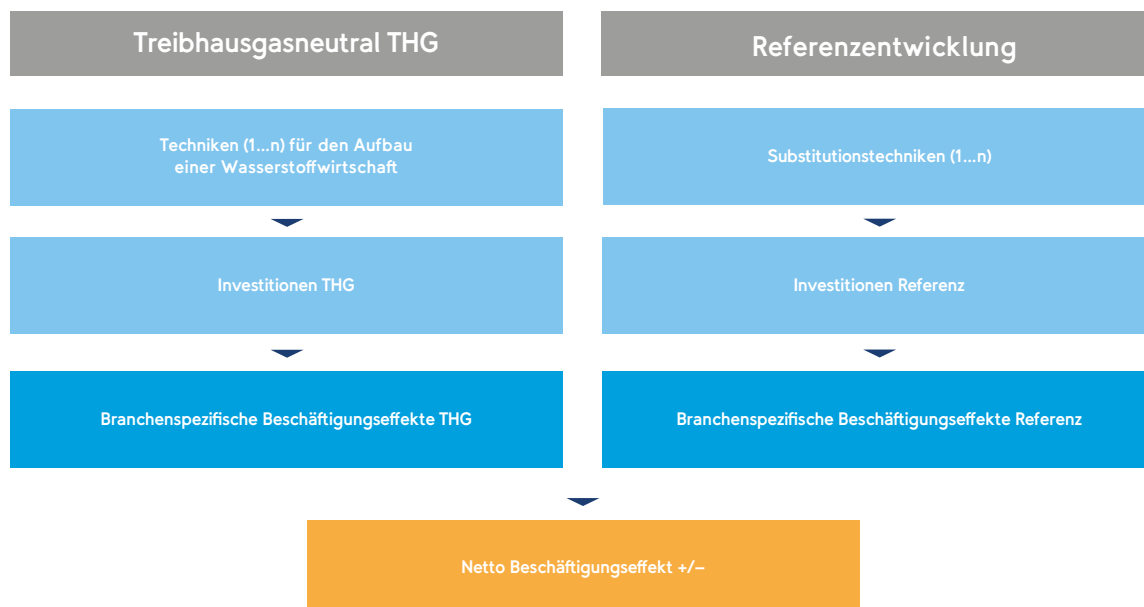 Treibhausgasneutral THG
Referenzentwicklung
Techniken (1...n) für den Aufbau
einer Wasserstoffwirtschaft
Substitutionstechniken (1...n)
Investitionen THG
Investitionen Referenz
Branchenspezifische Beschäftigungseffekte THG
Branchenspezifische Beschäftigungseffekte Referenz
Netto Beschäftigungseffekt +/–